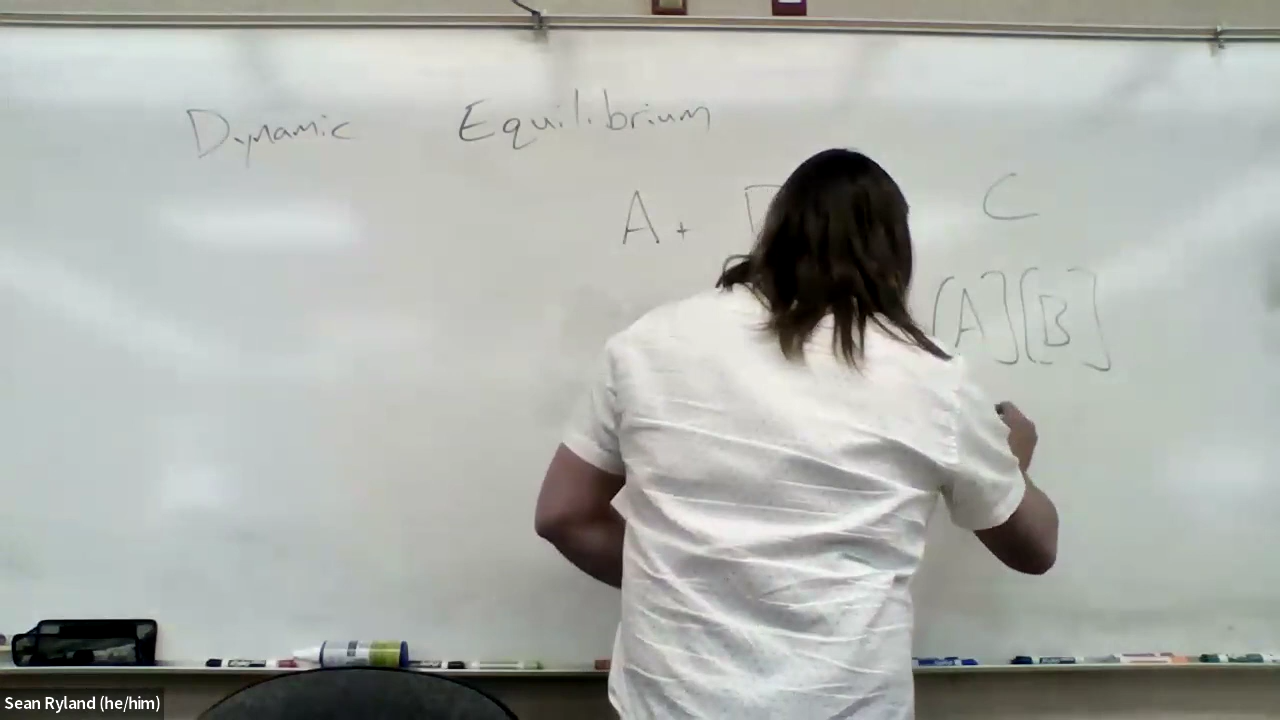 Dynamic Equilibrium
A + C
[A][B]
Sean Ryland (he/him)